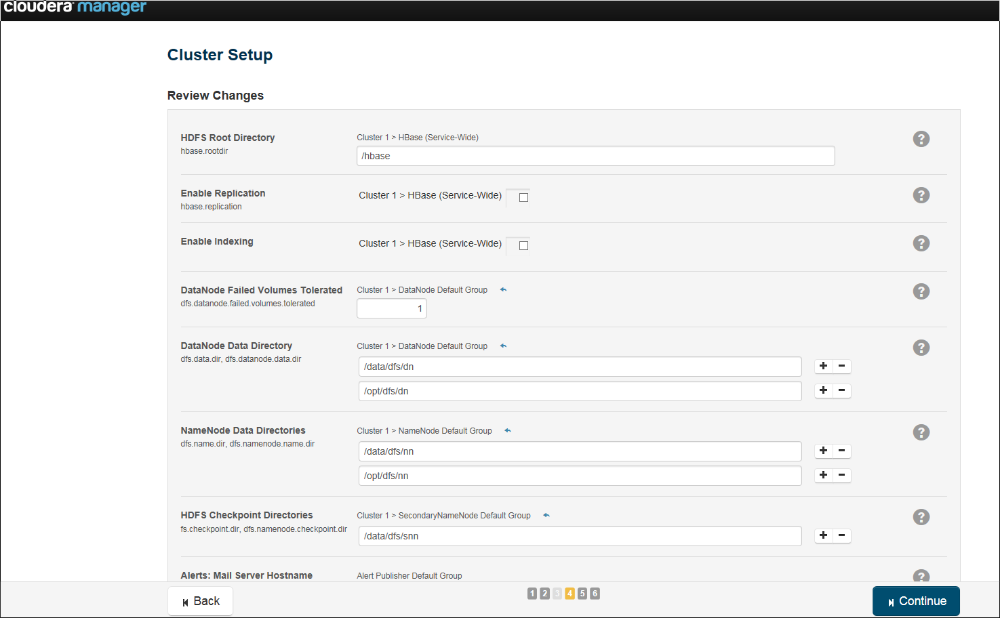 cloudera manager
Cluster Setup
Review Changes
HDFS Root Directory
hbase.rootdir
Cluster 1 > HBase (Service-Wide)
/hbase
?
Enable Replication
hbase.replication
Cluster 1 > HBase (Service-Wide)
?
Enable Indexing
Cluster 1 > HBase (Service-Wide)
?
DataNode Failed Volumes Tolerated
dfs.datanode.failed.volumes.tolerated
Cluster 1 > DataNode Default Group
1
?
DataNode Data Directory
dfs.data.dir, dfs.datanode.data.dir
Cluster 1 > DataNode Default Group
/data/dfs/dn
+ −
/opt/dfs/dn
+ −
?
NameNode Data Directories
dfs.name.dir, dfs.namenode.name.dir
Cluster 1 > NameNode Default Group
/data/dfs/nn
+ −
/opt/dfs/nn
+ −
?
HDFS Checkpoint Directories
fs.checkpoint.dir, dfs.namenode.checkpoint.dir
Cluster 1 > SecondaryNameNode Default Group
/data/dfs/snn
+ −
?
Alerts: Mail Server Hostname
Alert Publisher Default Group
?
Back
1 2 3 4 5 6
Continue